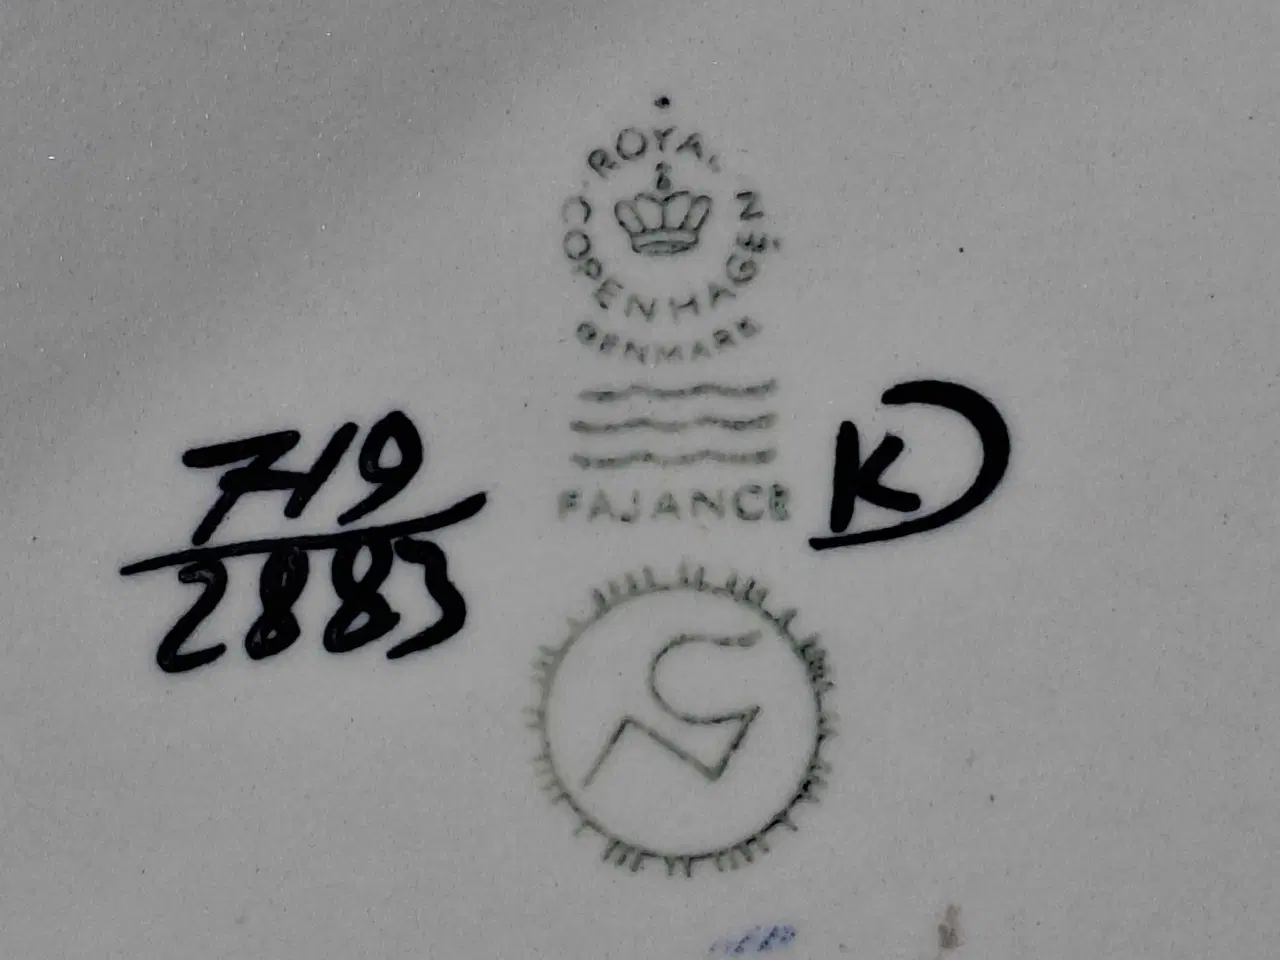 ROYAL
COPENHAGEN
DENMARK
FAJANCE
719
2883
K